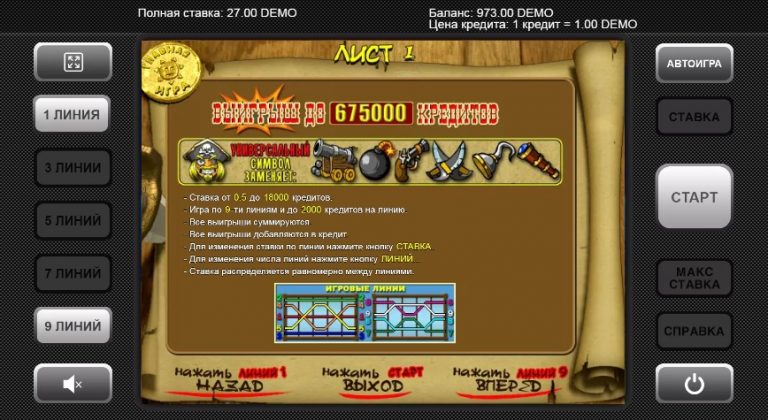 Полная ставка: 27.00 DEMO
Баланс: 973.00 DEMO
Цена кредита: 1 кредит = 1.00 DEMO
ГЛАВНАЯ
ИГРА
ЛИСТ 1
АВТОИГРА
1 ЛИНИЯ
ВЫИГРЫШ ДО 675000 КРЕДИТОВ
СТАВКА
3 ЛИНИИ
УНИВЕРСАЛЬНЫЙ
СИМВОЛ
ЗАМЕНЯЕТ:
- Ставка от 0.5 до 18000 кредитов.
- Игра по 9-ти линиям и до 2000 кредитов на линию.
- Все выигрыши суммируются
- Все выигрыши добавляются в кредит
- Для изменения ставки по линии нажмите кнопку СТАВКА.
- Для изменения числа линий нажмите кнопку ЛИНИЙ.
- Ставка распределяется равномерно между линиями.
5 ЛИНИЙ
СТАРТ
7 ЛИНИЙ
МАКС
СТАВКА
ИГРОВЫЕ ЛИНИИ
9 ЛИНИЙ
СПРАВКА
нажать ЛИНИЙ 1
НАЗАД
нажать СТАРТ
ВЫХОД
нажать ЛИНИЙ 9
ВПЕРЕД